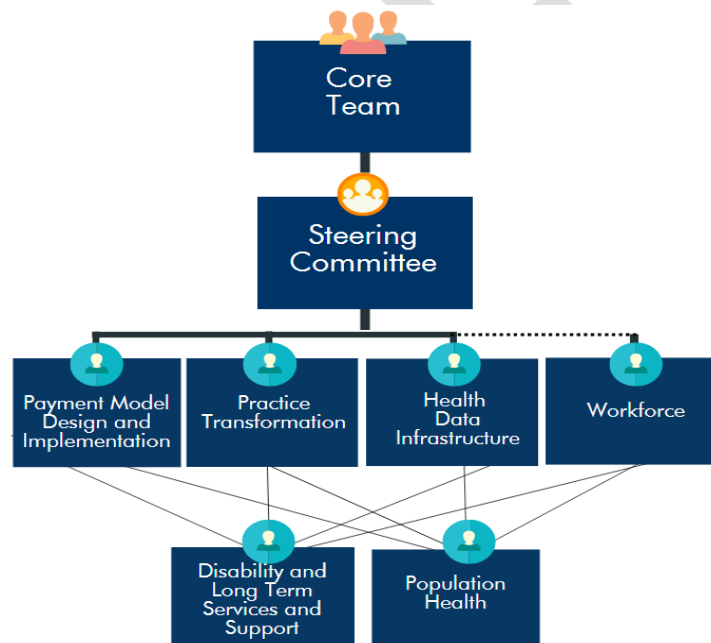 Core
Team
Steering
Committee
Payment Model
Design and
Implementation
Practice
Transformation
Health
Data
Infrastructure
Workforce
Disability and
Long Term
Services and
Support
Population
Health